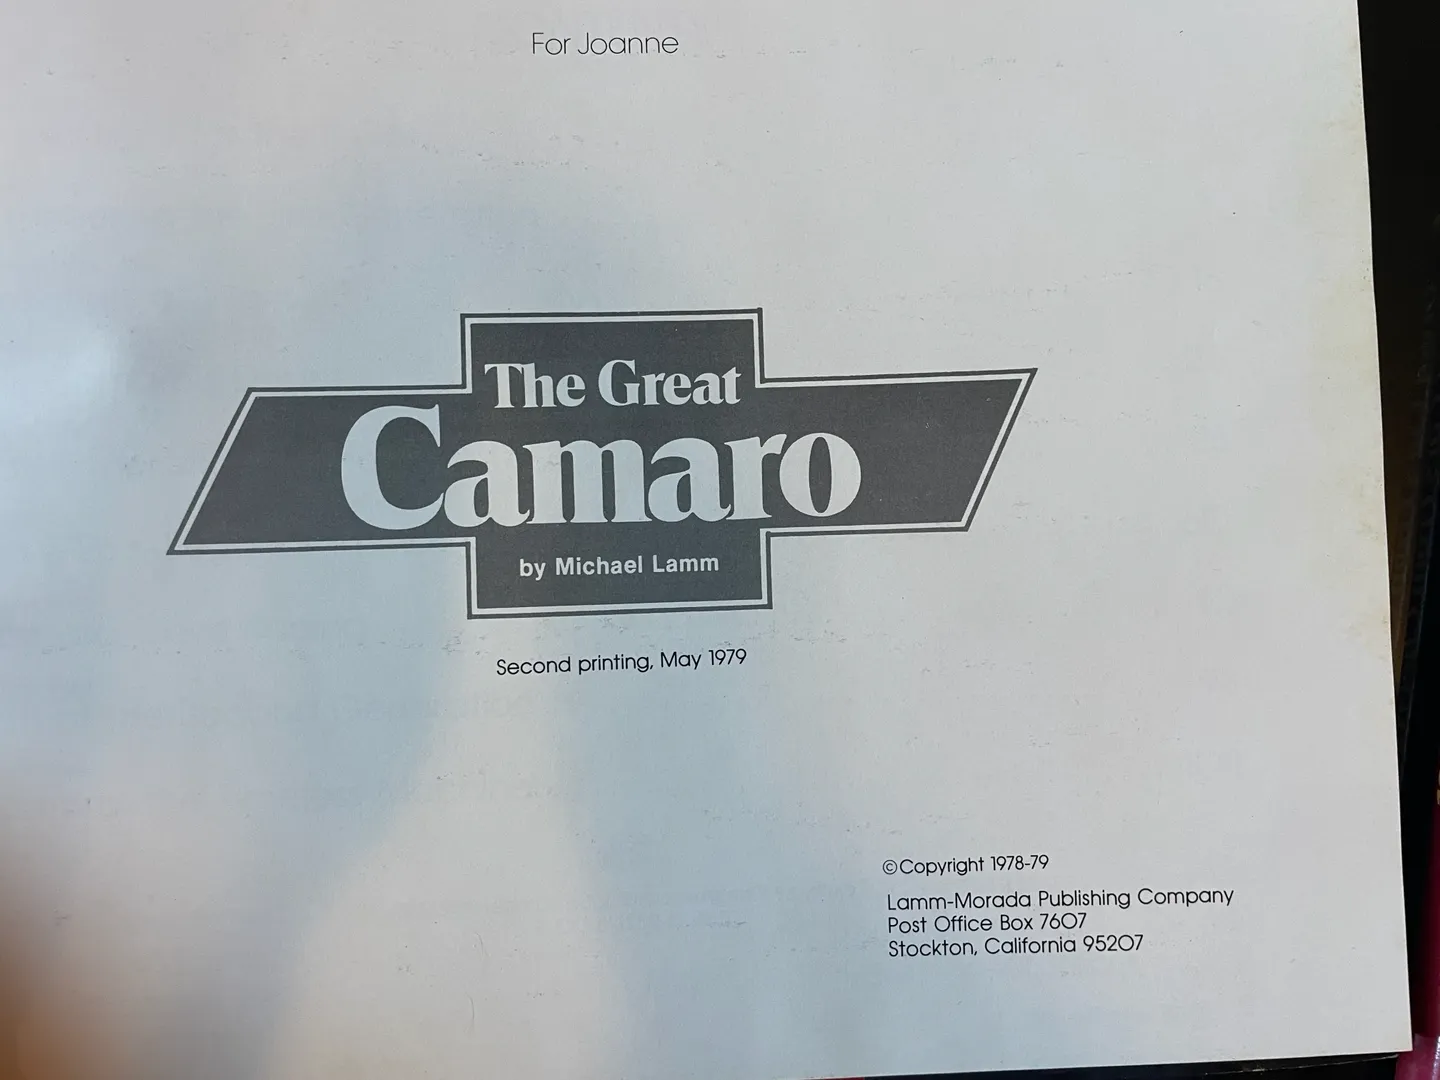 For Joanne
The Great
Camaro
by Michael Lamm
Second printing, May 1979
©Copyright 1978-79
Lamm-Morada Publishing Company
Post Office Box 7607
Stockton, California 95207